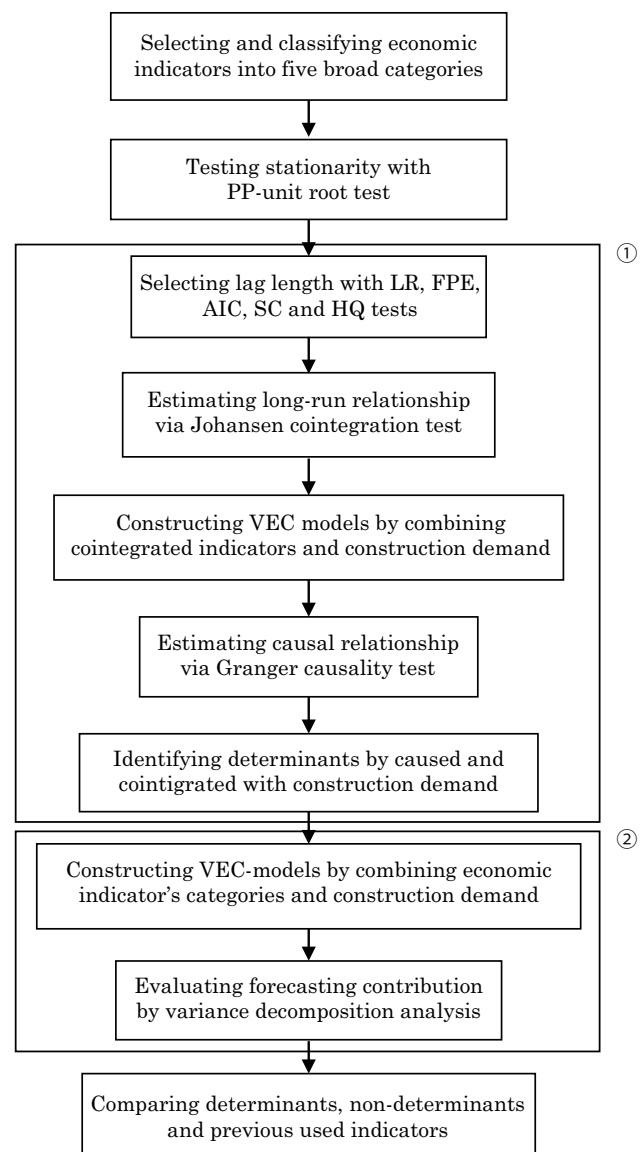 Selecting and classifying economic
indicators into five broad categories
Testing stationarity with
PP-unit root test
①
Selecting lag length with LR, FPE,
AIC, SC and HQ tests
Estimating long-run relationship
via Johansen cointegration test
Constructing VEC models by combining
cointegrated indicators and construction demand
Estimating causal relationship
via Granger causality test
Identifying determinants by caused and
cointigrated with construction demand
②
Constructing VEC-models by combining economic
indicator’s categories and construction demand
Evaluating forecasting contribution
by variance decomposition analysis
Comparing determinants, non-determinants
and previous used indicators